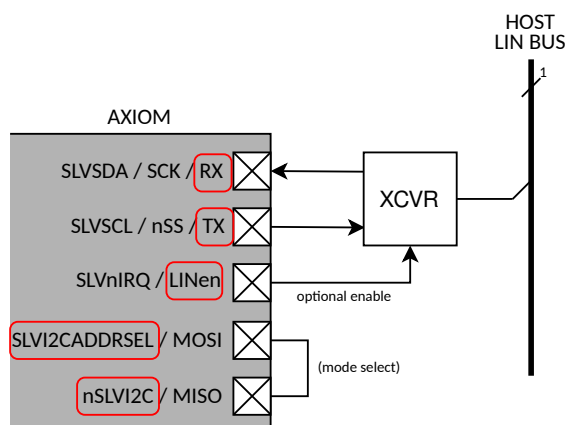 HOST
LIN BUS
1
AXIOM
SLVSDA / SCK / RX
XCVR
SLVSCL / nSS / TX
SLVnIRQ / LINen
optional enable
SLVI2CADDRSEL / MOSI
(mode select)
nSLVI2C / MISO